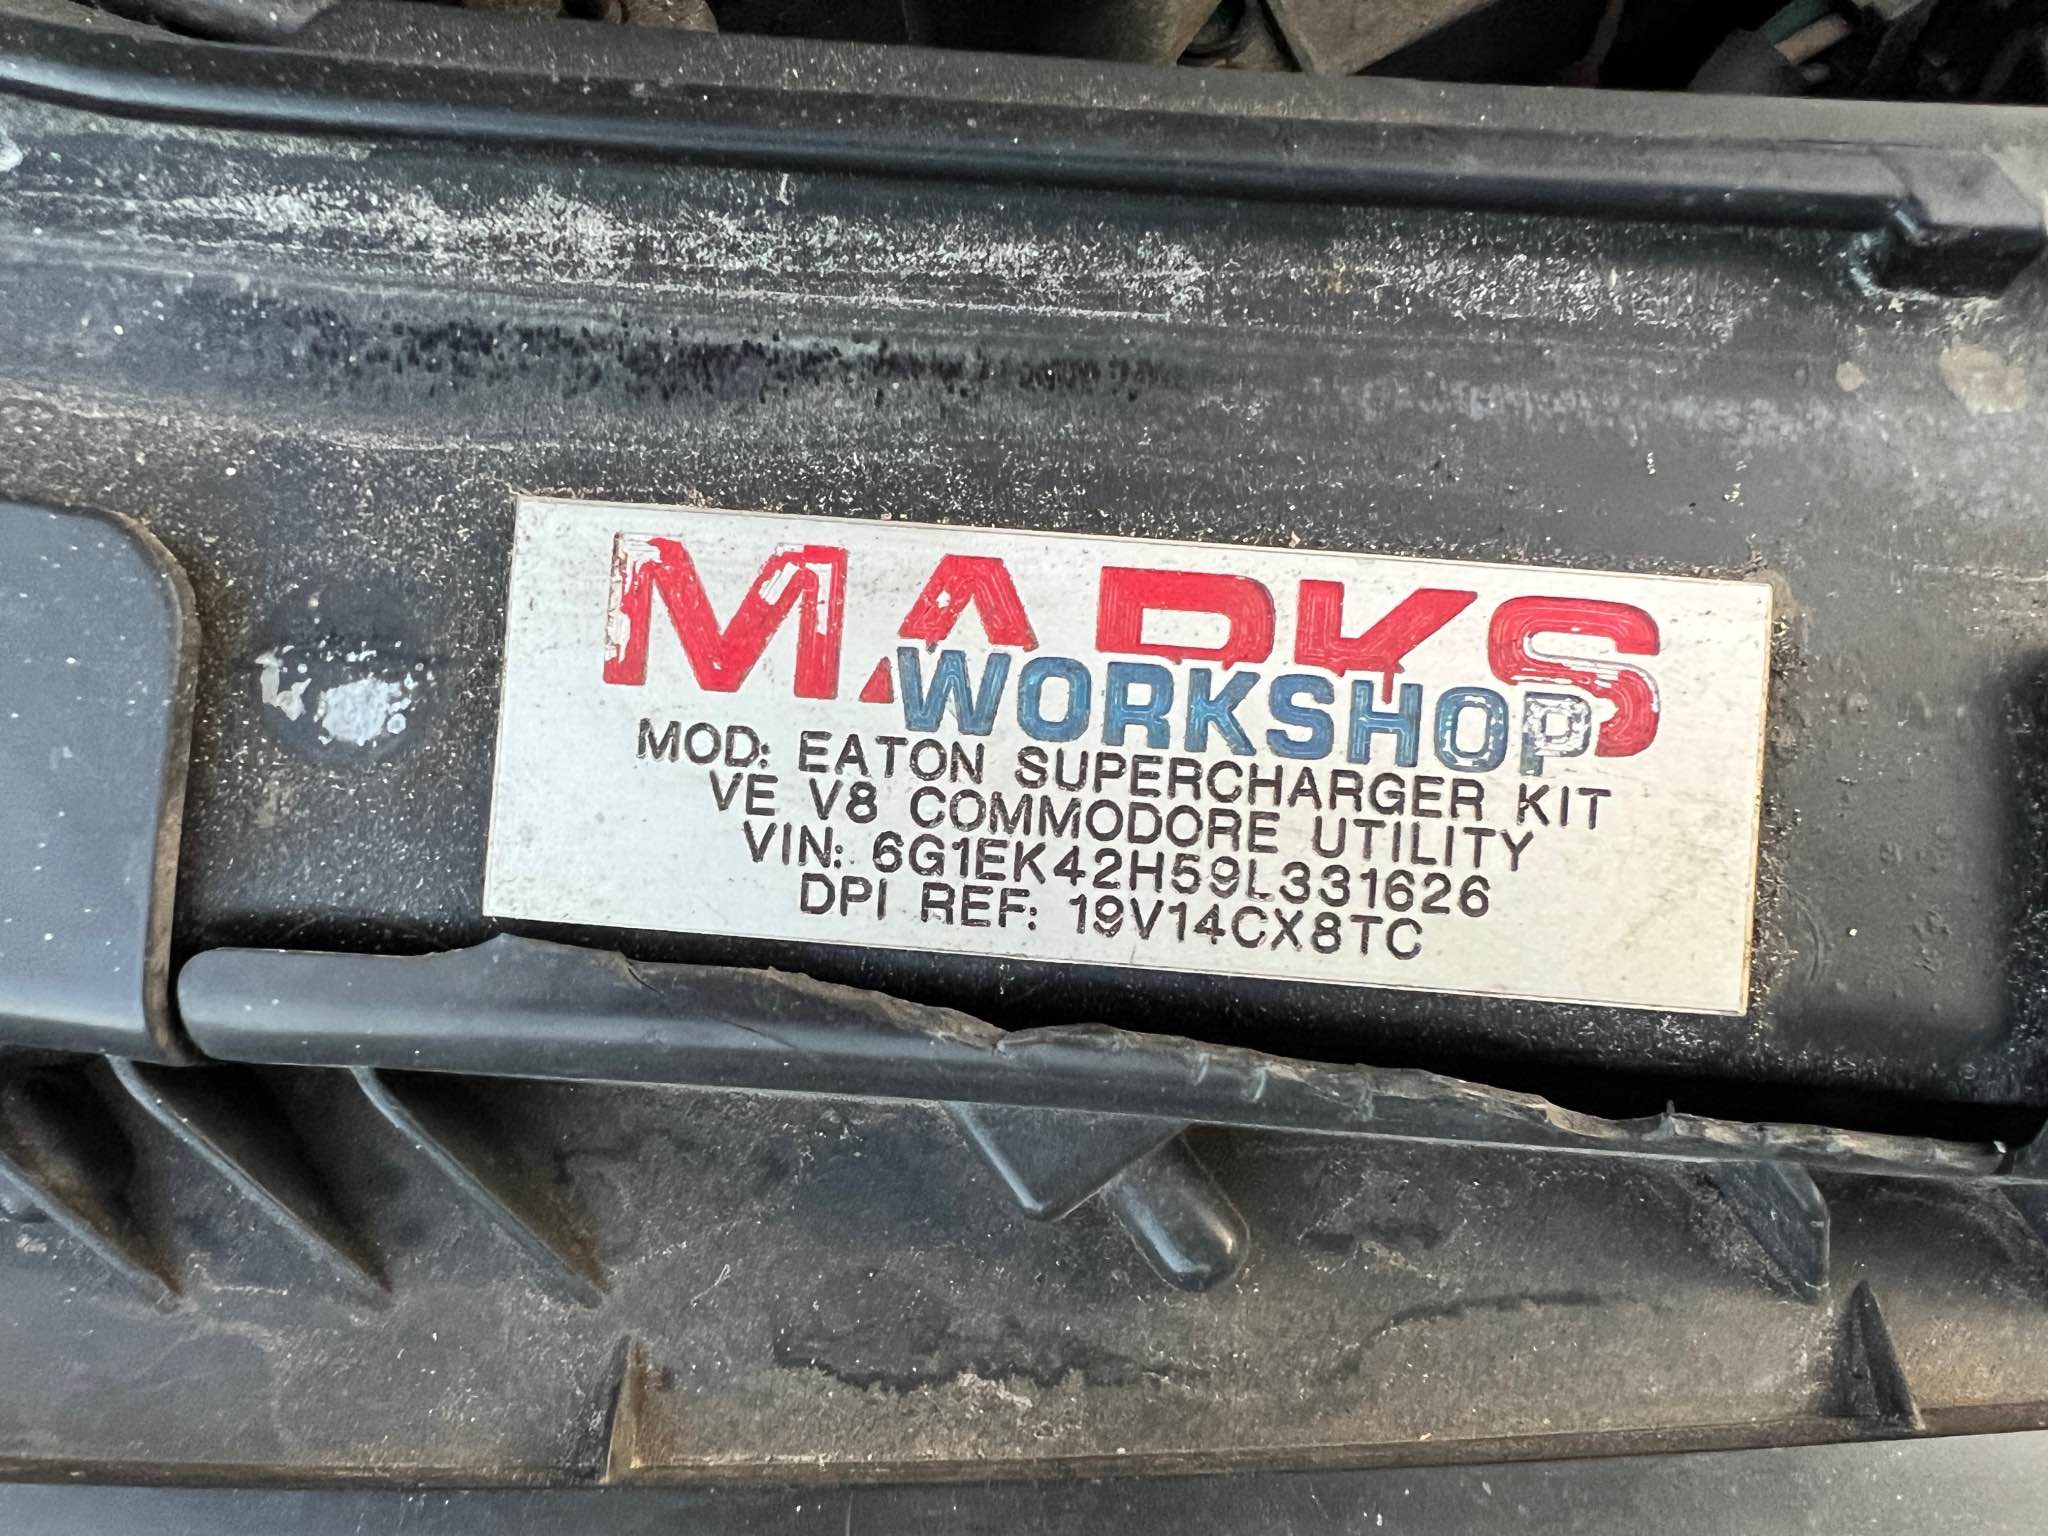 MARKS
WORKSHOP
MOD: EATON SUPERCHARGER KIT
VE V8 COMMODORE UTILITY
VIN: 6G1EK42H59L331626
DPI REF: 19V14CX8TC